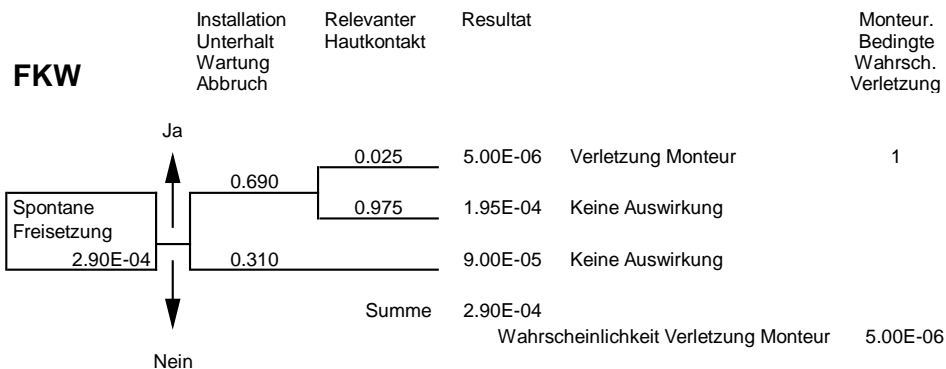 FKW
Installation
Unterhalt
Wartung
Abbruch
Relevanter
Hautkontakt
Resultat
Monteur.
Bedingte
Wahrsch.
Verletzung
Ja
0.025 5.00E-06 Verletzung Monteur 1
0.690
Spontane
Freisetzung
0.975 1.95E-04 Keine Auswirkung
2.90E-04 0.310 9.00E-05 Keine Auswirkung
Summe 2.90E-04
Wahrscheinlichkeit Verletzung Monteur 5.00E-06
Nein